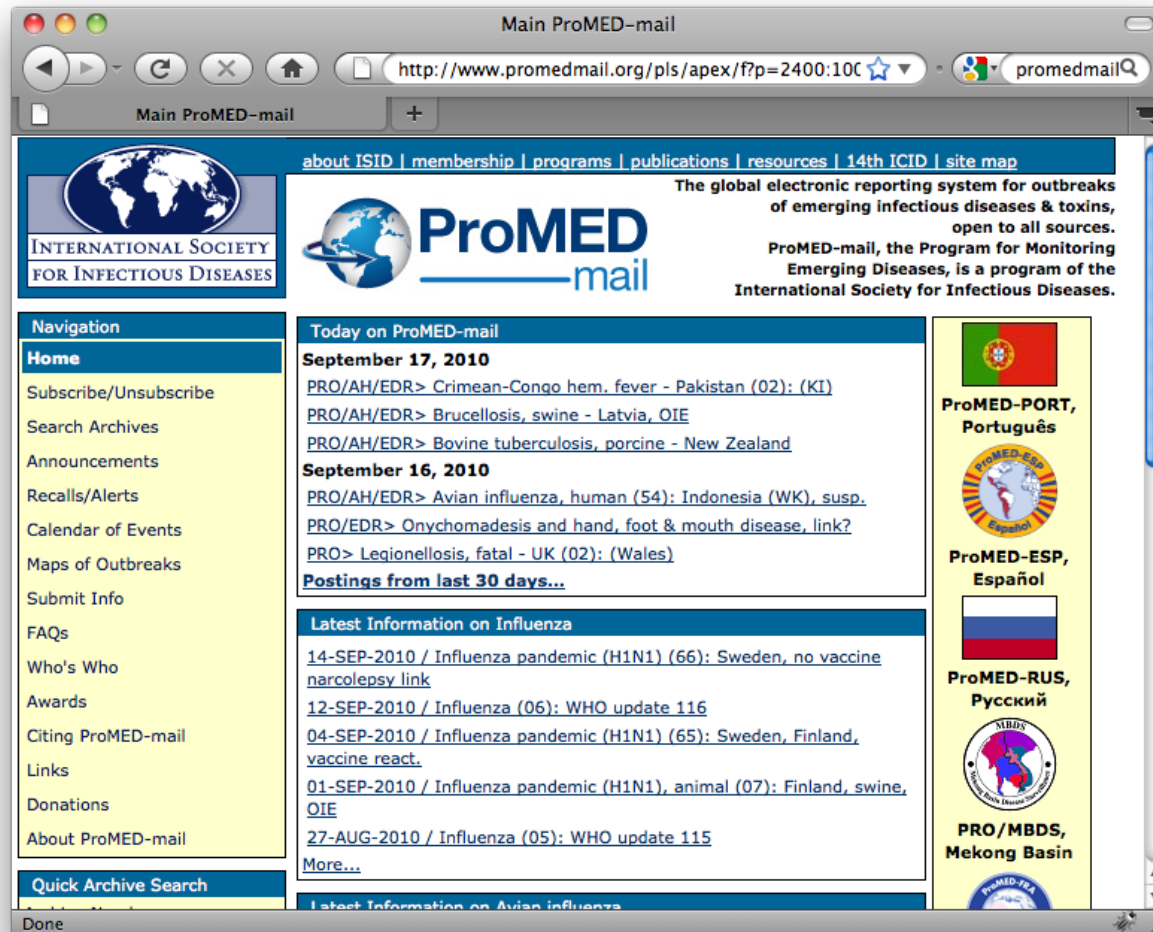 Main ProMED-mail
http://www.promedmail.org/pls/apex/f?p=2400:10
promedmail
Main ProMED-mail
INTERNATIONAL SOCIETY
FOR INFECTIOUS DISEASES
about ISID | membership | programs | publications | resources | 14th ICID | site map
ProMED
mail
The global electronic reporting system for outbreaks
of emerging infectious diseases & toxins,
open to all sources.
ProMED-mail, the Program for Monitoring
Emerging Diseases, is a program of the
International Society for Infectious Diseases.
Navigation
Home
Subscribe/Unsubscribe
Search Archives
Announcements
Recalls/Alerts
Calendar of Events
Maps of Outbreaks
Submit Info
FAQs
Who's Who
Awards
Citing ProMED-mail
Links
Donations
About ProMED-mail
Quick Archive Search
Today on ProMED-mail
September 17, 2010
PRO/AH/EDR> Crimean-Congo hem. fever - Pakistan (02): (KI)
PRO/AH/EDR> Brucellosis, swine - Latvia, OIE
PRO/AH/EDR> Bovine tuberculosis, porcine - New Zealand
September 16, 2010
PRO/AH/EDR> Avian influenza, human (54): Indonesia (WK), susp.
PRO/EDR> Onychomadesis and hand, foot & mouth disease, link?
PRO> Legionellosis, fatal - UK (02): (Wales)
Postings from last 30 days...
Latest Information on Influenza
14-SEP-2010 / Influenza pandemic (H1N1) (66): Sweden, no vaccine
narcolepsy link
12-SEP-2010 / Influenza (06): WHO update 116
04-SEP-2010 / Influenza pandemic (H1N1) (65): Sweden, Finland,
vaccine react.
01-SEP-2010 / Influenza pandemic (H1N1), animal (07): Finland, swine,
OIE
27-AUG-2010 / Influenza (05): WHO update 115
More...
Latest Information on Avian influenza
ProMED-PORT,
Português
ProMED-ESP
Español
ProMED-ESP,
Español
ProMED-RUS,
Русский
MBDS
Mekong Basin Disease Surveillance
PRO/MBDS,
Mekong Basin
ProMED-FRA
Done